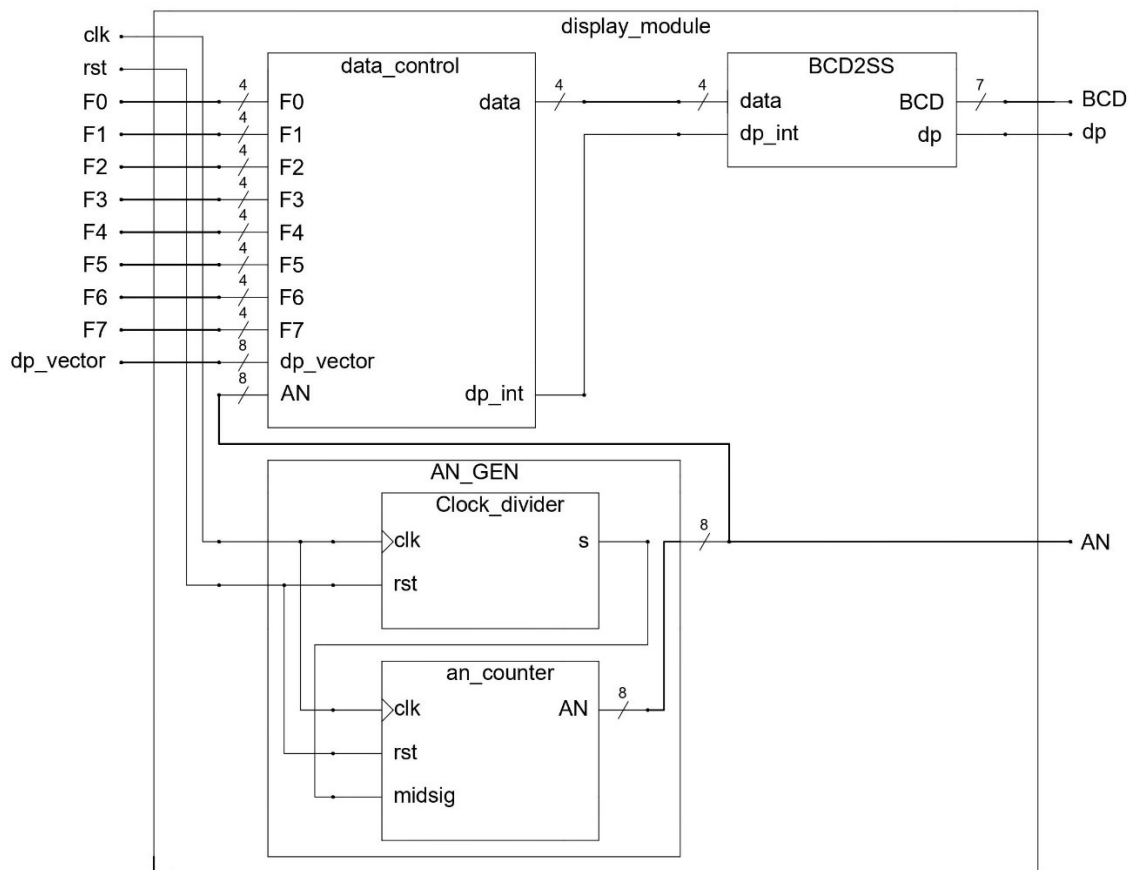 display_module
clk
rst
data_control
BCD2SS
F0 4 F0 data 4 4 data BCD 7 BCD
F1 4 F1 dp_int dp dp
F2 4 F2
F3 4 F3
F4 4 F4
F5 4 F5
F6 4 F6
F7 4 F7
dp_vector 8 dp_vector
8 AN dp_int
AN_GEN
Clock_divider
clk s 8 AN
rst
an_counter
clk AN 8
rst
midsig